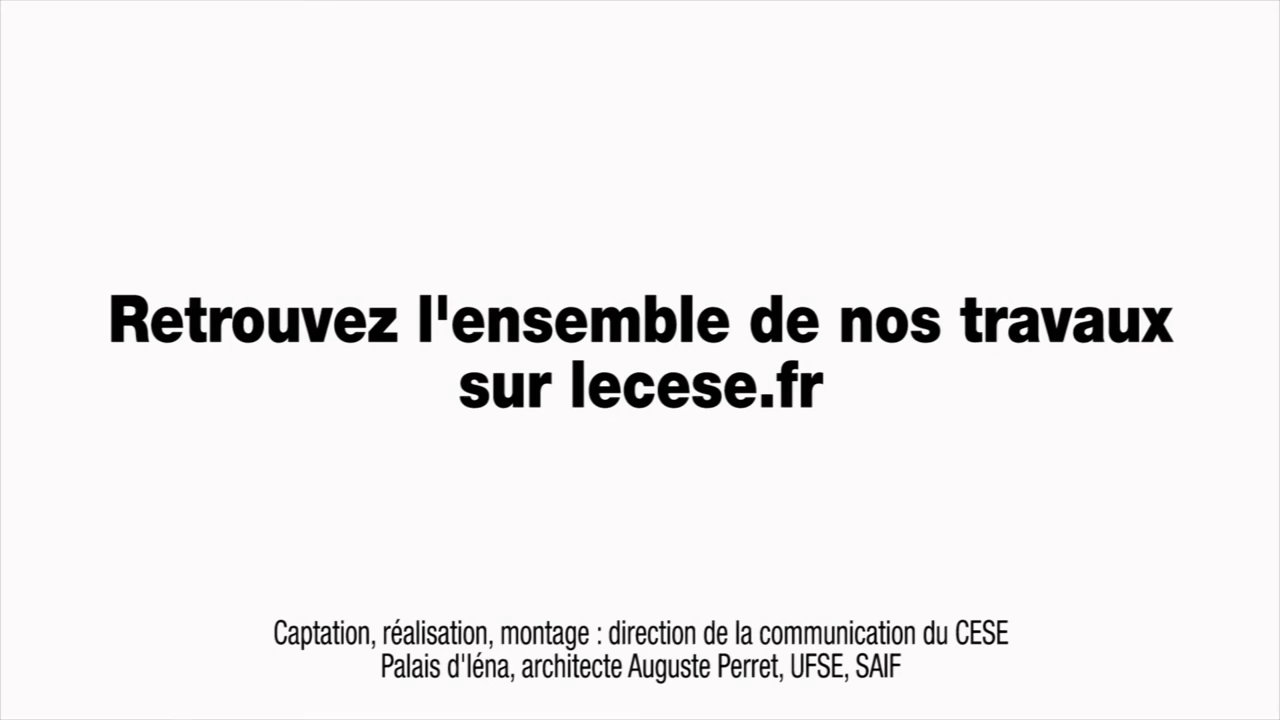 Retrouvez l'ensemble de nos travaux
sur lecese.fr
Captation, réalisation, montage : direction de la communication du CESE
Palais d'Iéna, architecte Auguste Perret, UFSE, SAIF